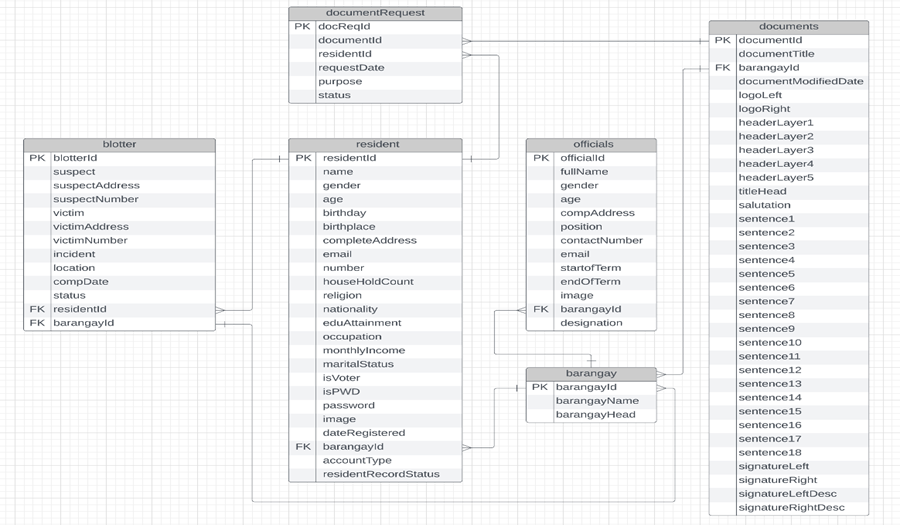 documentRequest
PK docReqId
documentId
residentId
requestDate
purpose
status
documents
PK documentId
documentTitle
FK barangayId
documentModifiedDate
logoLeft
logoRight
headerLayer1
headerLayer2
headerLayer3
headerLayer4
headerLayer5
titleHead
salutation
sentence1
sentence2
sentence3
sentence4
sentence5
sentence6
sentence7
sentence8
sentence9
sentence10
sentence11
sentence12
sentence13
sentence14
sentence15
sentence16
sentence17
sentence18
signatureLeft
signatureRight
signatureLeftDesc
signatureRightDesc
blotter
PK blotterId
suspect
suspectAddress
suspectNumber
victim
victimAddress
victimNumber
incident
location
compDate
status
FK residentId
FK barangayId
resident
PK residentId
name
gender
age
birthday
birthplace
completeAddress
email
number
houseHoldCount
religion
nationality
eduAttainment
occupation
monthlyIncome
maritalStatus
isVoter
isPWD
password
image
dateRegistered
FK barangayId
accountType
residentRecordStatus
officials
PK officialId
fullName
gender
age
compAddress
position
contactNumber
email
startofTerm
endOfTerm
image
FK barangayId
designation
barangay
PK barangayId
barangayName
barangayHead